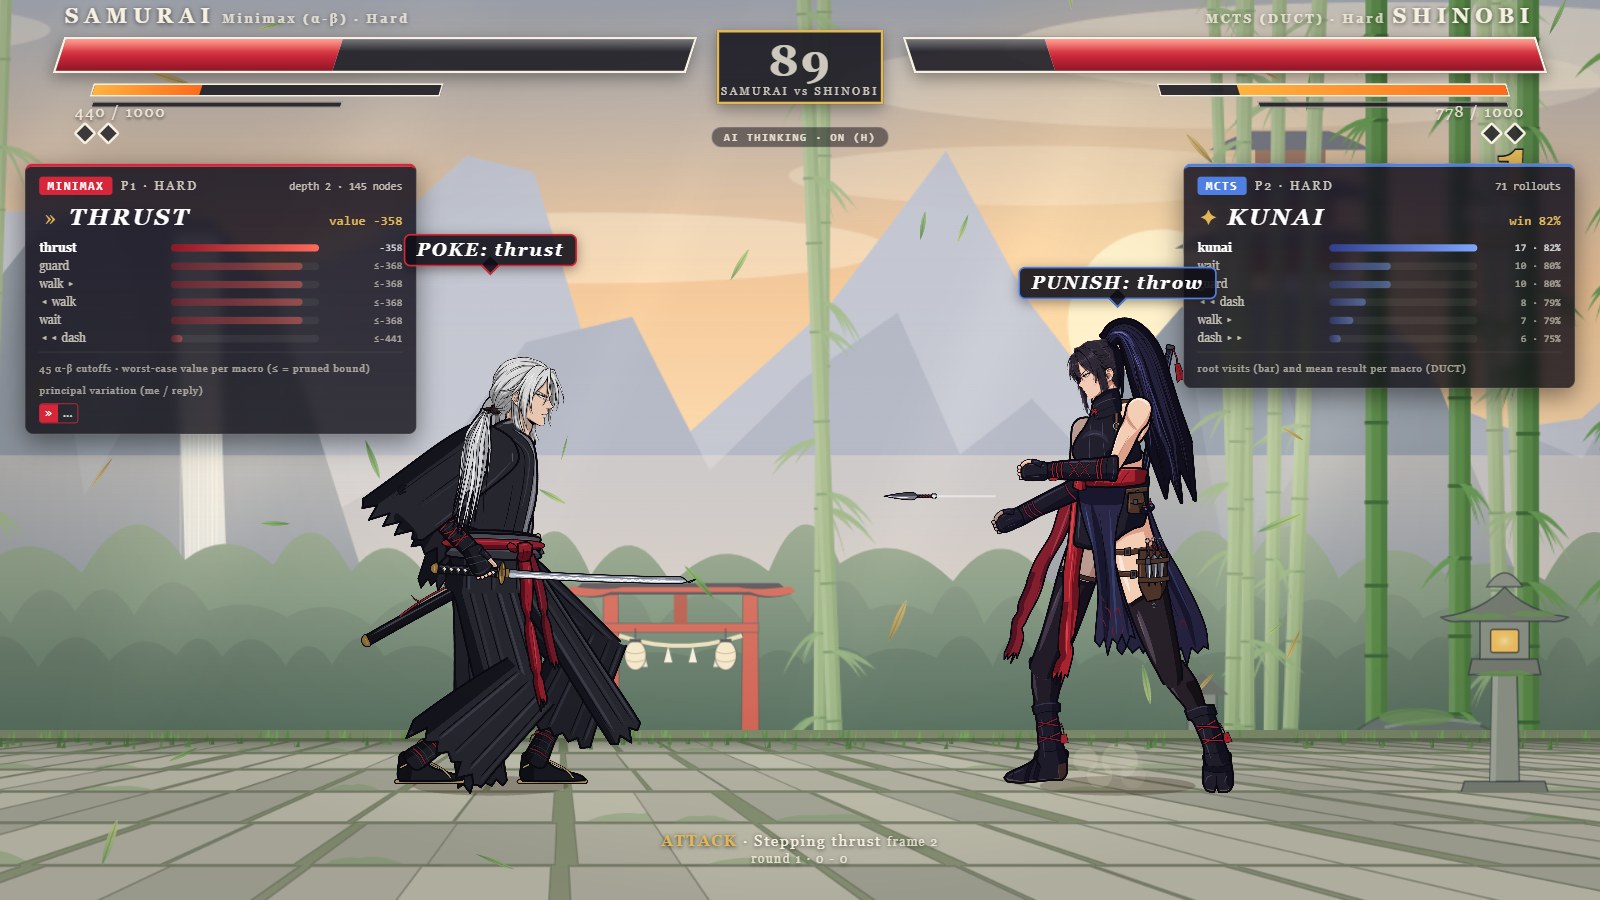 SAMURAI Minimax (α-β) · Hard
MCTS (DUCT) · Hard SHINOBI
89
SAMURAI vs SHINOBI
440 / 1000
778 / 1000
AI THINKING · ON (H)
MINIMAX P1 · HARD depth 2 · 145 nodes
» THRUST value -358
thrust -358
guard ≤-368
walk ▸ ≤-368
◂ walk ≤-368
wait ≤-368
◂ ◂ dash ≤-441
45 α-β cutoffs · worst-case value per macro (≤ = pruned bound)
principal variation (me / reply)
» ...
POKE: thrust
MCTS P2 · HARD 71 rollouts
✦ KUNAI win 82%
kunai 17 · 82%
wait 10 · 80%
10 · 80%
◂ ◂ dash 8 · 79%
walk ▸ 7 · 79%
dash ▸ ▸ 6 · 75%
root visits (bar) and mean result per macro (DUCT)
PUNISH: throw
ATTACK · Stepping thrust frame 2
round 1 · 0 - 0